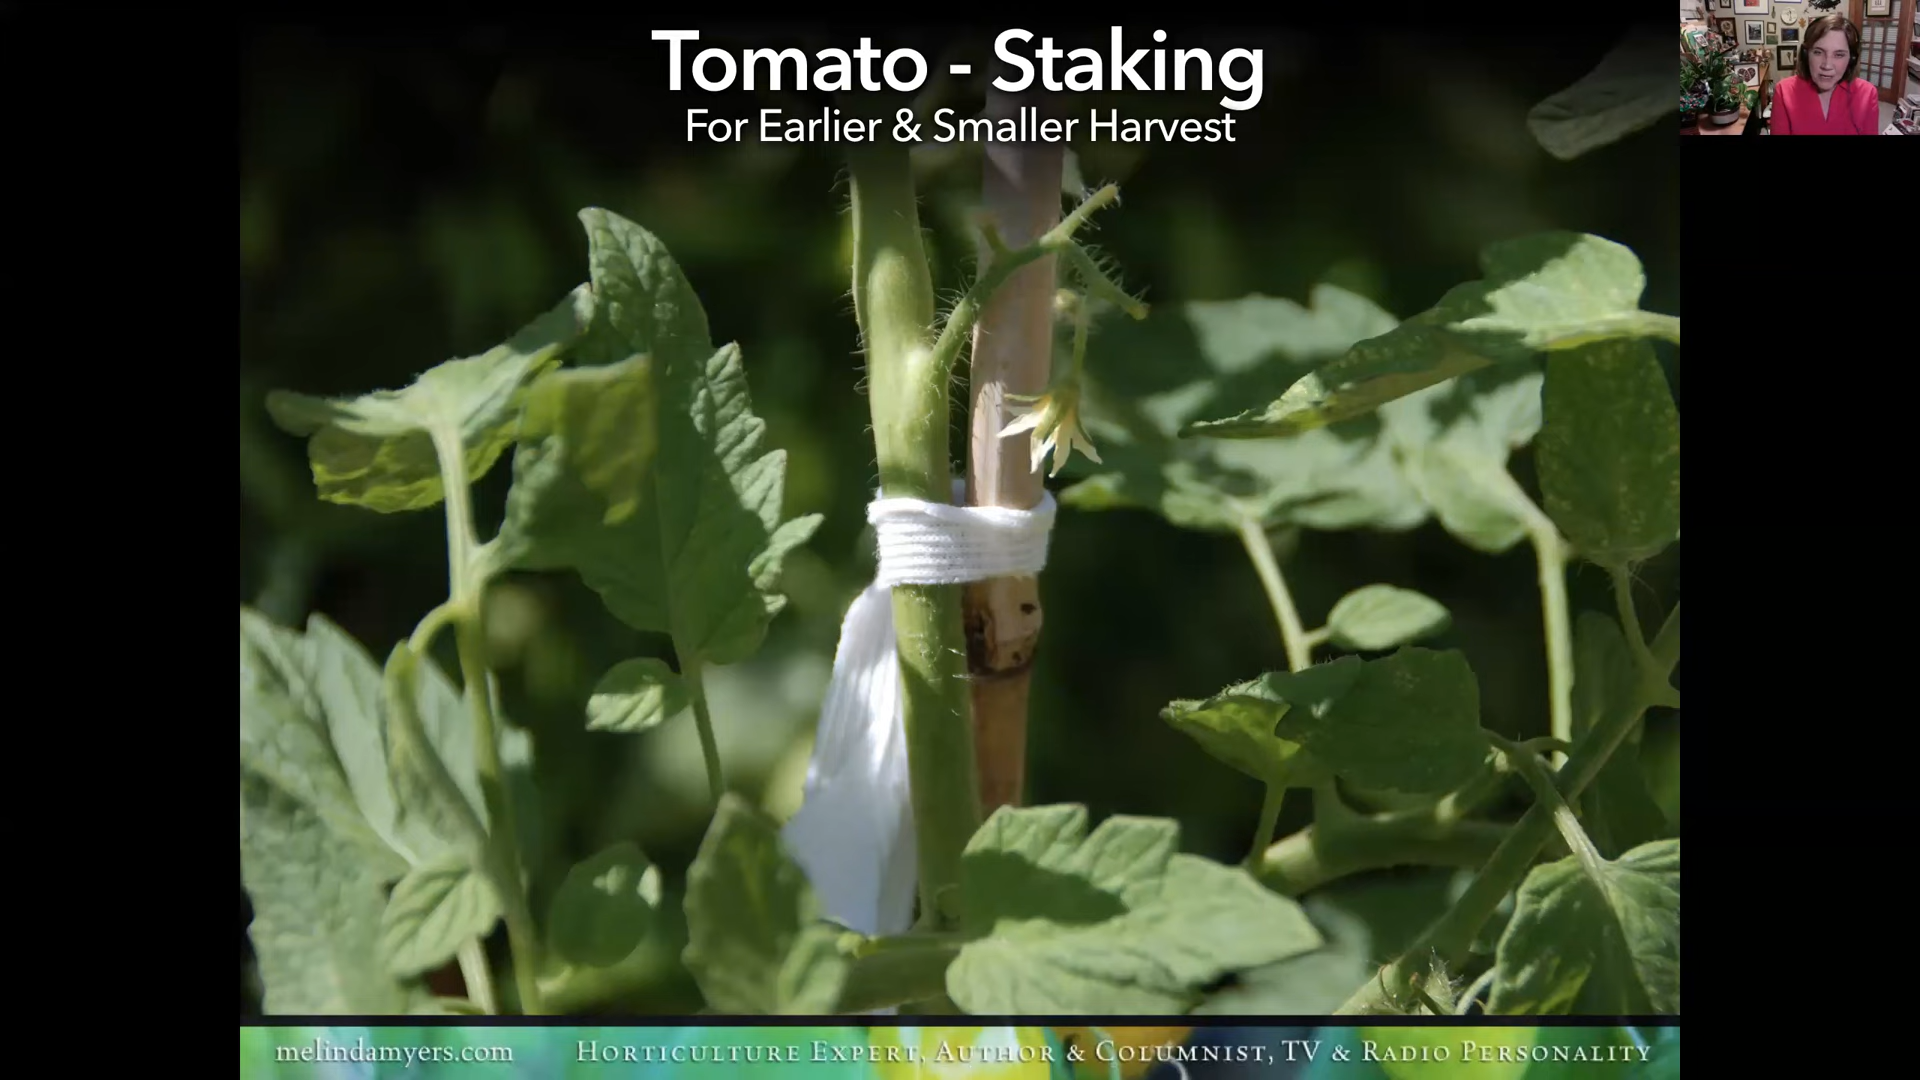 Tomato - Staking
For Earlier & Smaller Harvest
melindamyers.com Horticulture Expert, Author & Columnist, TV & Radio Personality